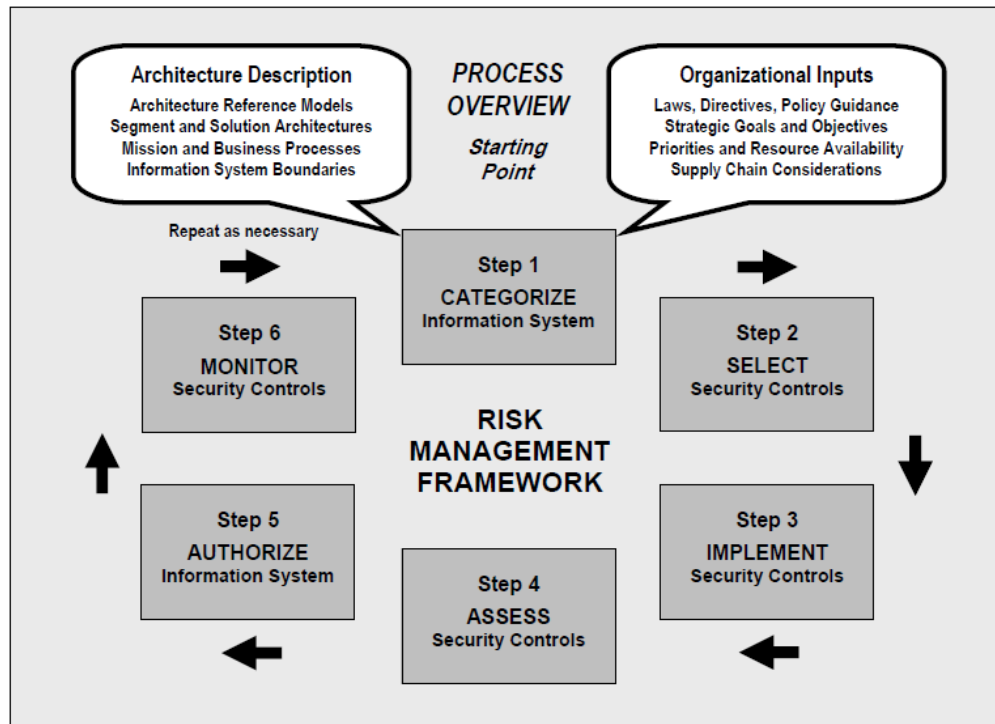 Architecture Description
Architecture Reference Models
Segment and Solution Architectures
Mission and Business Processes
Information System Boundaries
PROCESS
OVERVIEW
Starting
Point
Organizational Inputs
Laws, Directives, Policy Guidance
Strategic Goals and Objectives
Priorities and Resource Availability
Supply Chain Considerations
Repeat as necessary
Step 1
CATEGORIZE
Information System
Step 2
SELECT
Security Controls
Step 3
IMPLEMENT
Security Controls
Step 4
ASSESS
Security Controls
Step 5
AUTHORIZE
Information System
Step 6
MONITOR
Security Controls
RISK
MANAGEMENT
FRAMEWORK